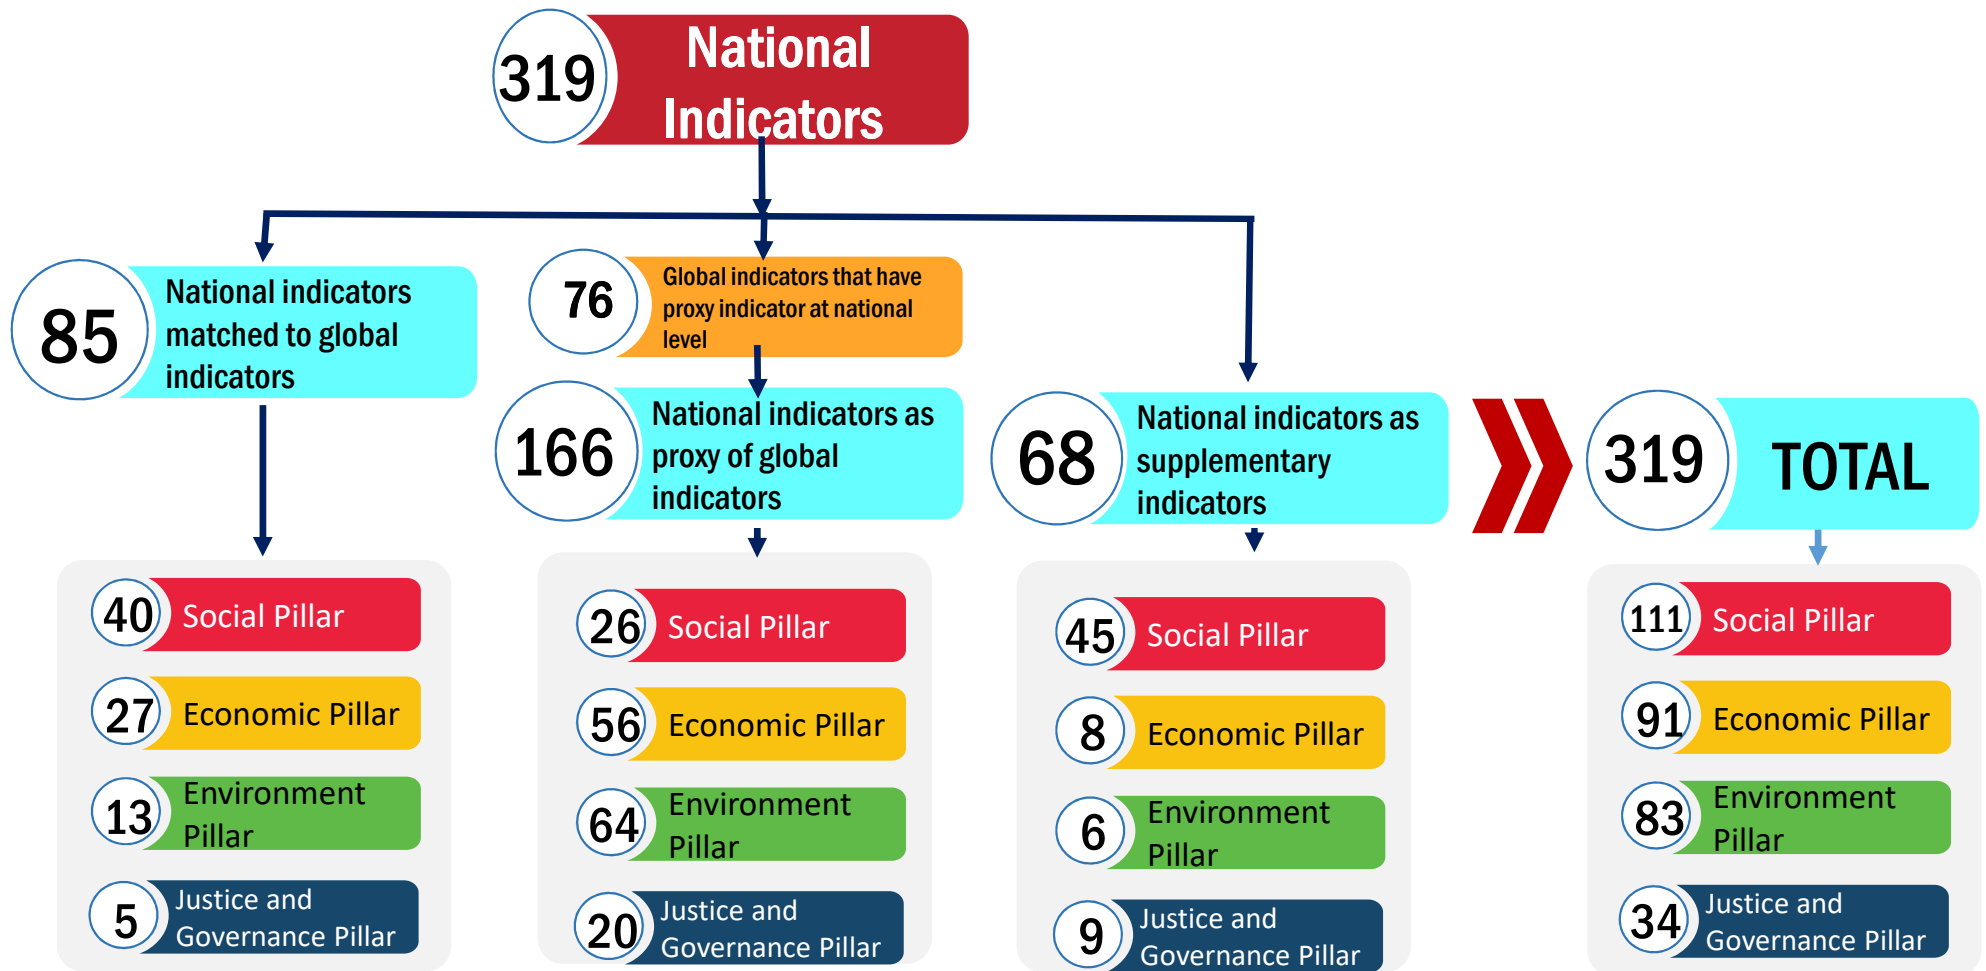 319
National
Indicators
85
National indicators
matched to global
indicators
76
Global indicators that have
proxy indicator at national
level
166
National indicators as
proxy of global
indicators
68
National indicators as
supplementary
indicators
319
TOTAL
40
Social Pillar
27
Economic Pillar
13
Environment
Pillar
5
Justice and
Governance Pillar
26
Social Pillar
56
Economic Pillar
64
Environment
Pillar
20
Justice and
Governance Pillar
45
Social Pillar
8
Economic Pillar
6
Environment
Pillar
9
Justice and
Governance Pillar
111
Social Pillar
91
Economic Pillar
83
Environment
Pillar
34
Justice and
Governance Pillar